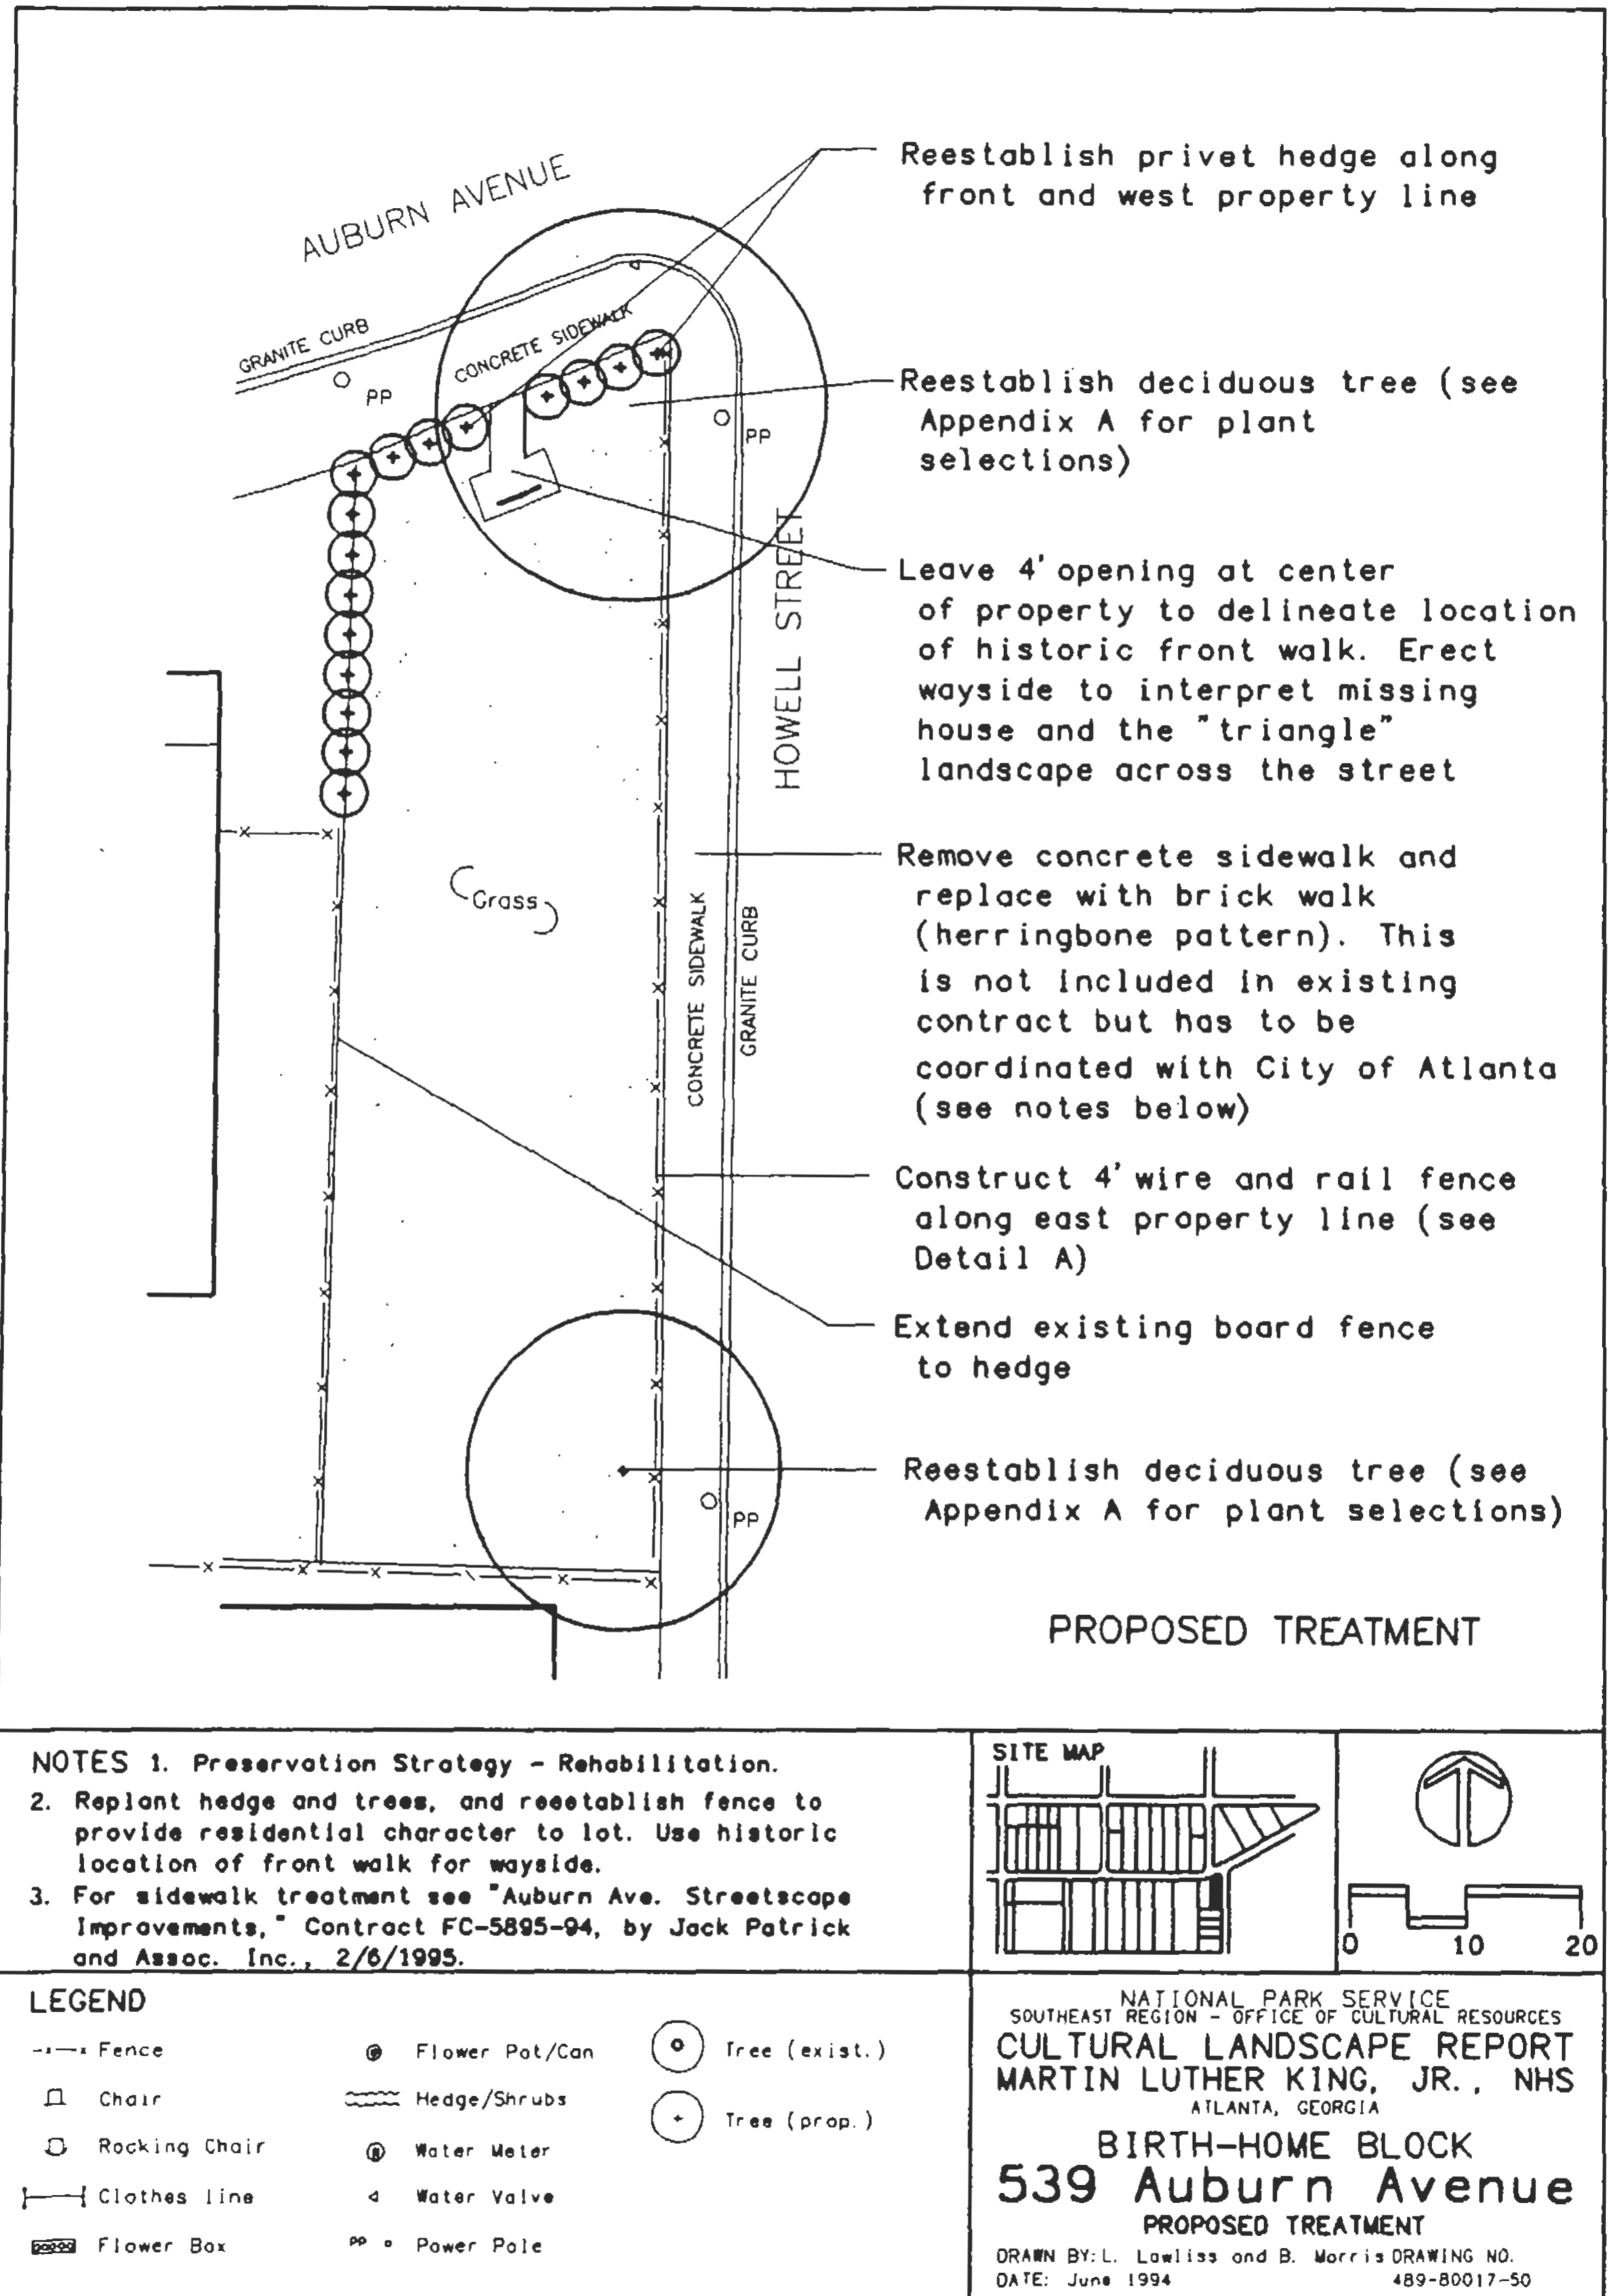 AUBURN AVENUE
GRANITE CURB
CONCRETE SIDEWALK
PP
PP
HOWELL STREET
Grass
CONCRETE SIDEWALK
GRANITE CURB
PP
Reestablish privet hedge along
front and west property line
Reestablish deciduous tree (see
Appendix A for plant
selections)
Leave 4' opening at center
of property to delineate location
of historic front walk. Erect
wayside to interpret missing
house and the "triangle"
landscape across the street
Remove concrete sidewalk and
replace with brick walk
(herringbone pattern). This
is not included in existing
contract but has to be
coordinated with City of Atlanta
(see notes below)
Construct 4' wire and rail fence
along east property line (see
Detail A)
Extend existing board fence
to hedge
Reestablish deciduous tree (see
Appendix A for plant selections)
PROPOSED TREATMENT
NOTES 1. Preservation Strategy - Rehabilitation.
2. Replant hedge and trees, and reestablish fence to
provide residential character to lot. Use historic
location of front walk for wayside.
3. For sidewalk treatment see "Auburn Ave. Streetscape
Improvements," Contract FC-5895-94, by Jack Patrick
and Assoc. Inc., 2/6/1995.
SITE MAP
0 10 20
LEGEND
Fence
Chair
Rocking Chair
Clothes line
Flower Box
Flower Pot/Can
Hedge/Shrubs
Water Meter
Water Valve
PP Power Pole
Tree (exist.)
Tree (prop.)
NATIONAL PARK SERVICE
SOUTHEAST REGION - OFFICE OF CULTURAL RESOURCES
CULTURAL LANDSCAPE REPORT
MARTIN LUTHER KING, JR., NHS
ATLANTA, GEORGIA
BIRTH-HOME BLOCK
539 Auburn Avenue
PROPOSED TREATMENT
DRAWN BY: L. Lawliss and B. Morris DRAWING NO.
DATE: June 1994 489-80017-50